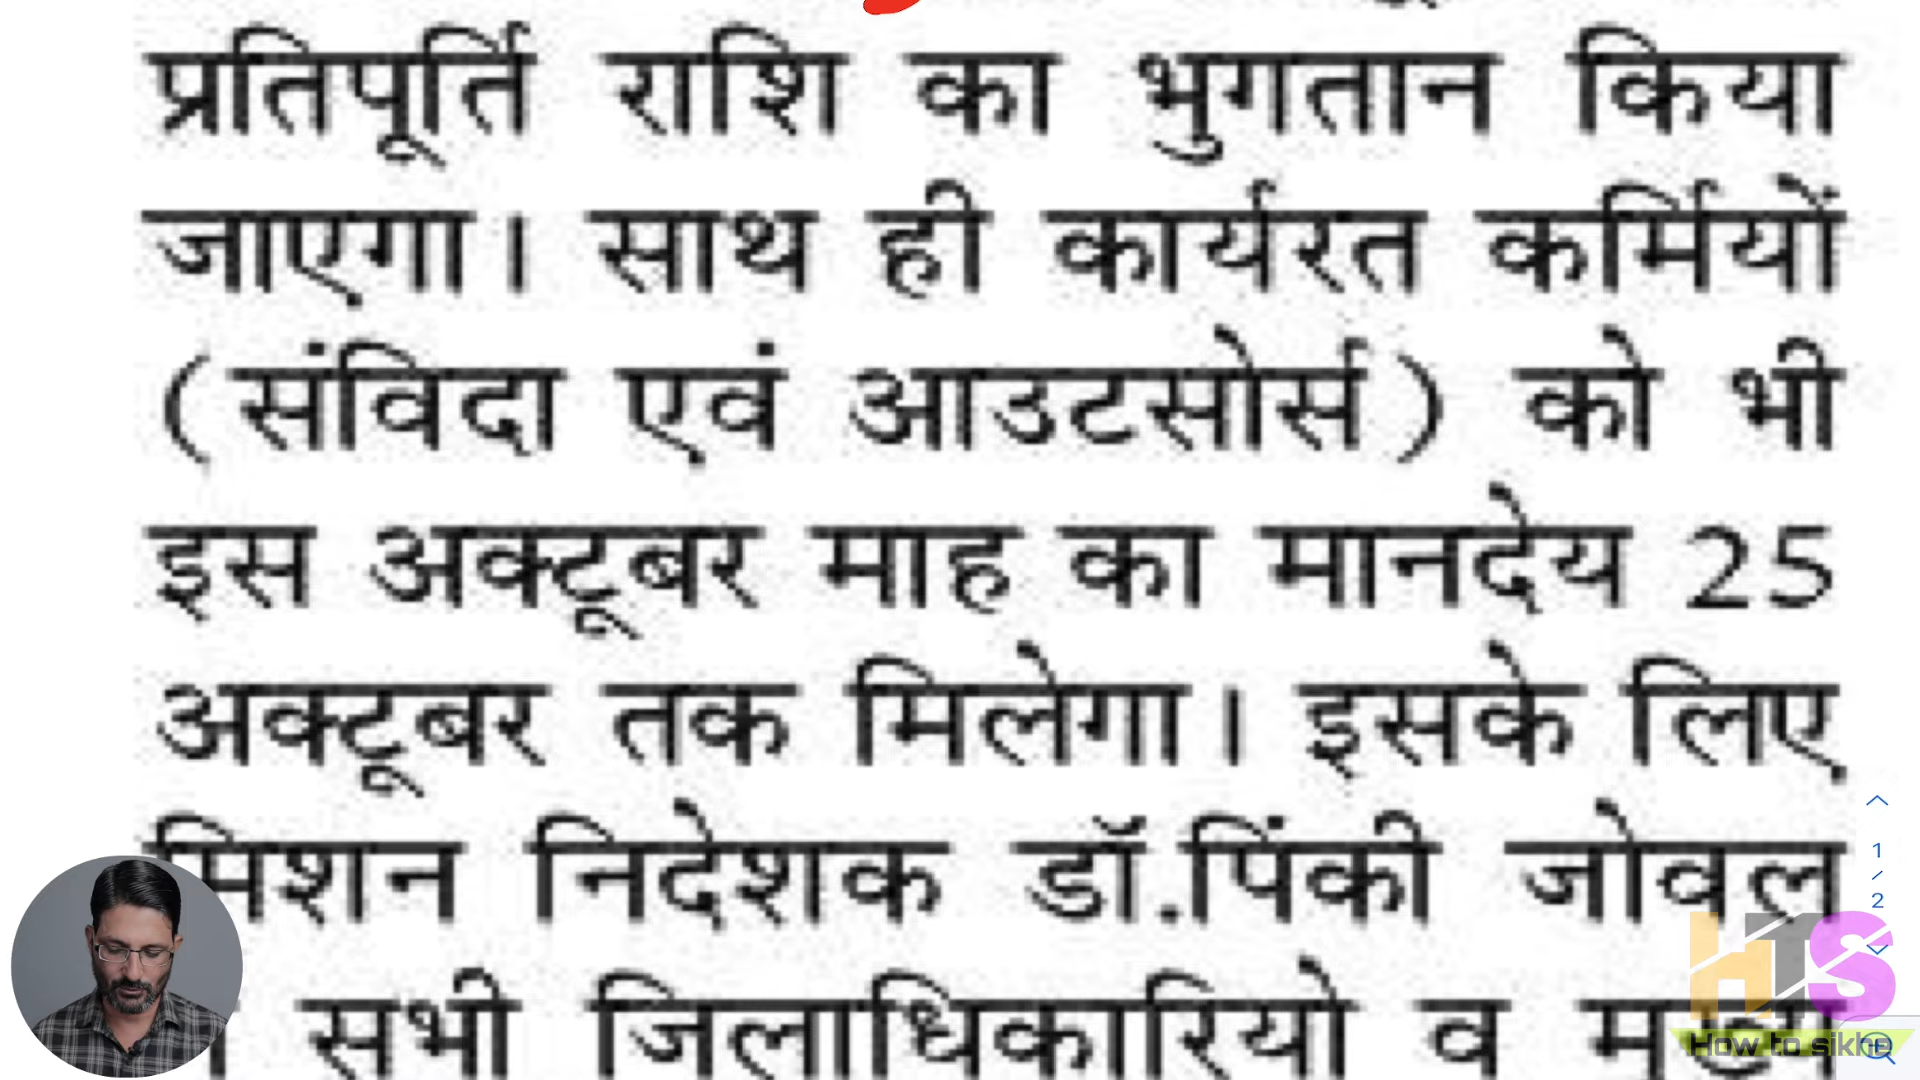 प्रतिपूर्ति राशि का भुगतान किया
जाएगा। साथ ही कार्यरत कर्मियों
(संविदा एवं आउटसोर्स) को भी
इस अक्टूबर माह का मानदेय 25
अक्टूबर तक मिलेगा। इसके लिए
मिशन निदेशक डॉ.पिंकी जोवल
सभी जिलाधिकारियों व मुख्य
1
/
2
HTS
How to sikhe